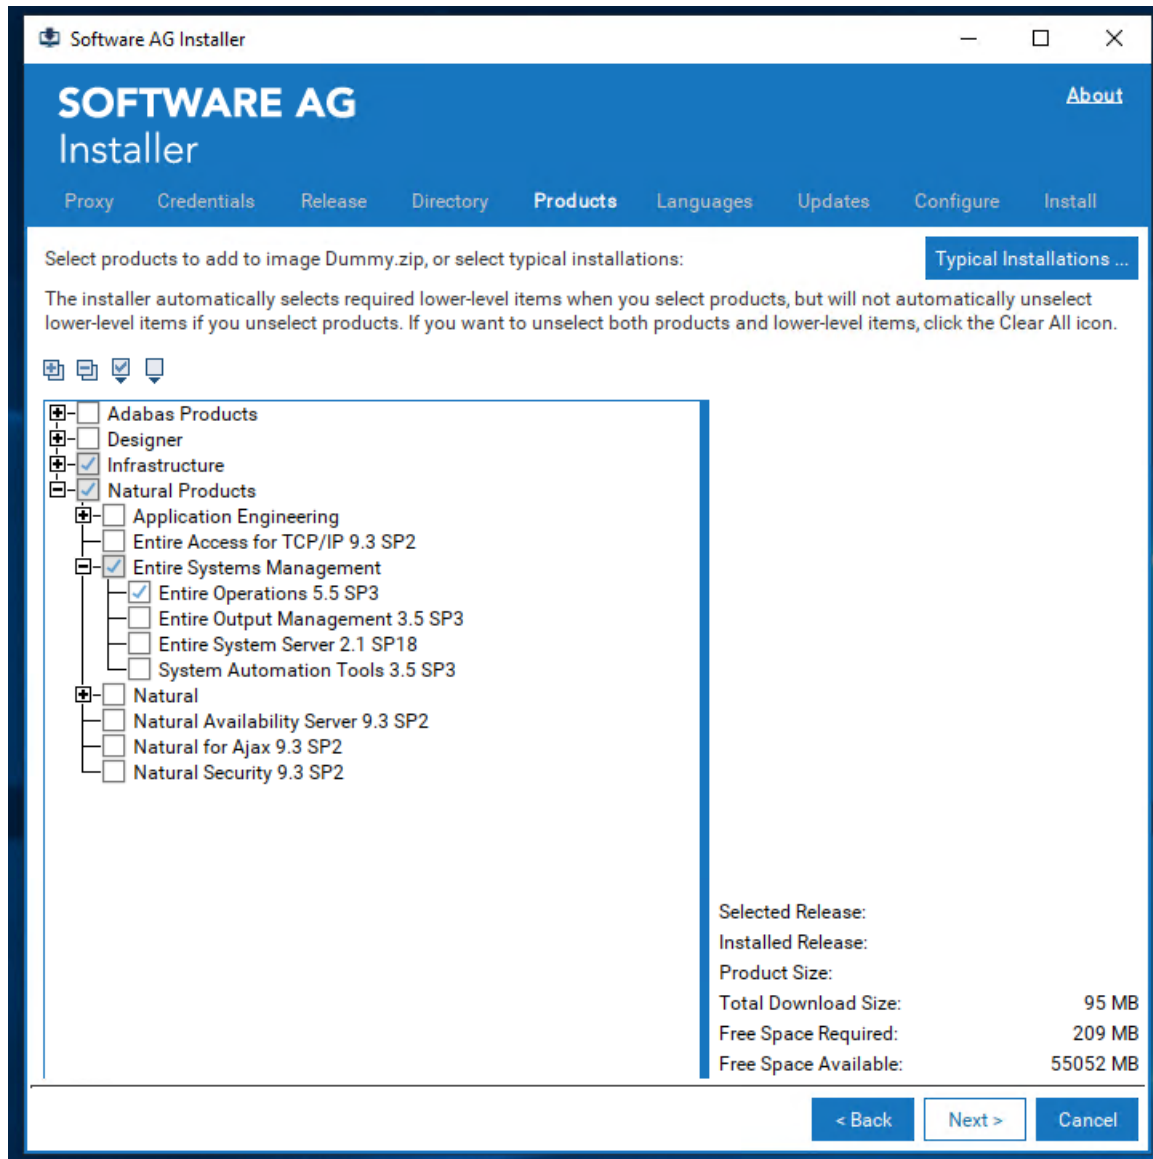 Software AG Installer
SOFTWARE AG
About
Installer
Proxy Credentials Release Directory Products Languages Updates Configure Install
Select products to add to image Dummy.zip, or select typical installations:
Typical Installations ...
The installer automatically selects required lower-level items when you select products, but will not automatically unselect
lower-level items if you unselect products. If you want to unselect both products and lower-level items, click the Clear All icon.
Adabas Products
Designer
Infrastructure
Natural Products
Application Engineering
Entire Access for TCP/IP 9.3 SP2
Entire Systems Management
Entire Operations 5.5 SP3
Entire Output Management 3.5 SP3
Entire System Server 2.1 SP18
System Automation Tools 3.5 SP3
Natural
Natural Availability Server 9.3 SP2
Natural for Ajax 9.3 SP2
Natural Security 9.3 SP2
Selected Release:
Installed Release:
Product Size:
Total Download Size: 95 MB
Free Space Required: 209 MB
Free Space Available: 55052 MB
< Back Next > Cancel